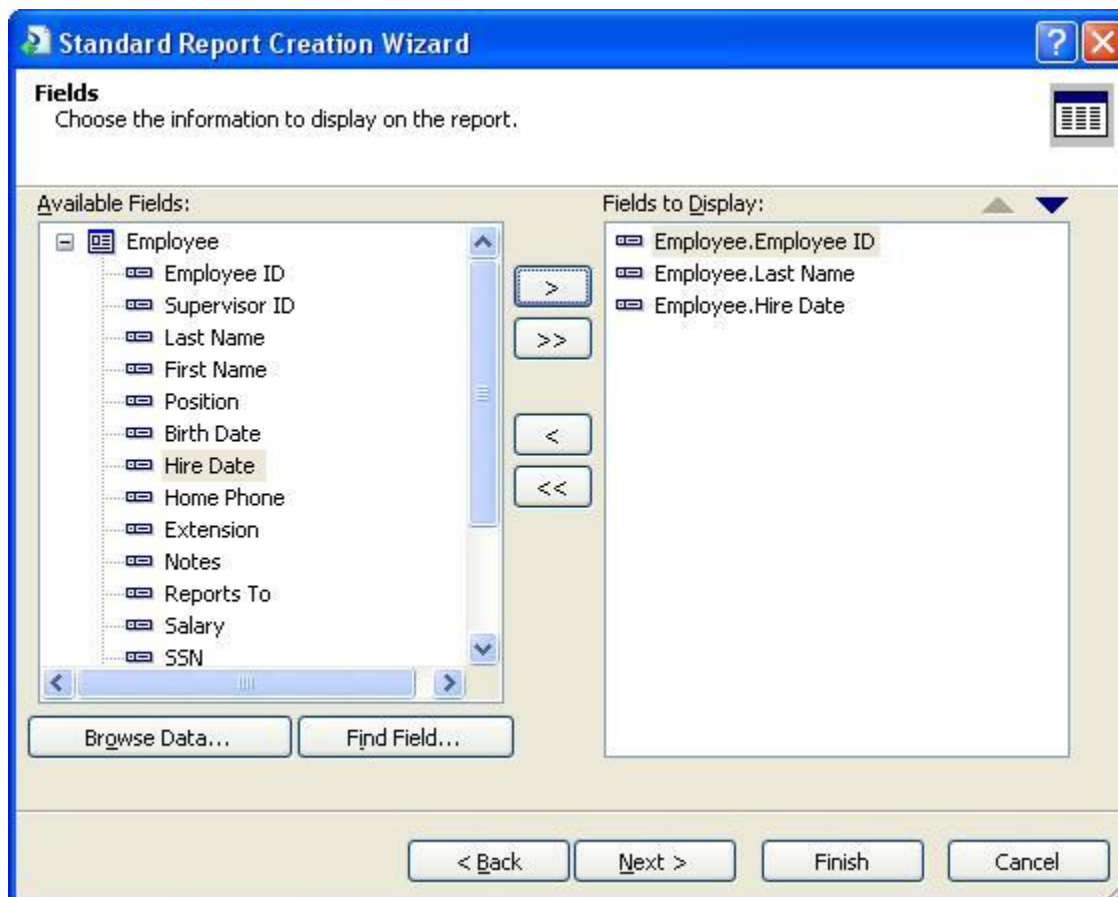 Standard Report Creation Wizard
?
Fields
Choose the information to display on the report.
Available Fields:
Employee
Employee ID
Supervisor ID
Last Name
First Name
Position
Birth Date
Hire Date
Home Phone
Extension
Notes
Reports To
Salary
SSN
>
>>
<
<<
Fields to Display:
Employee.Employee ID
Employee.Last Name
Employee.Hire Date
Browse Data...
Find Field...
< Back
Next >
Finish
Cancel